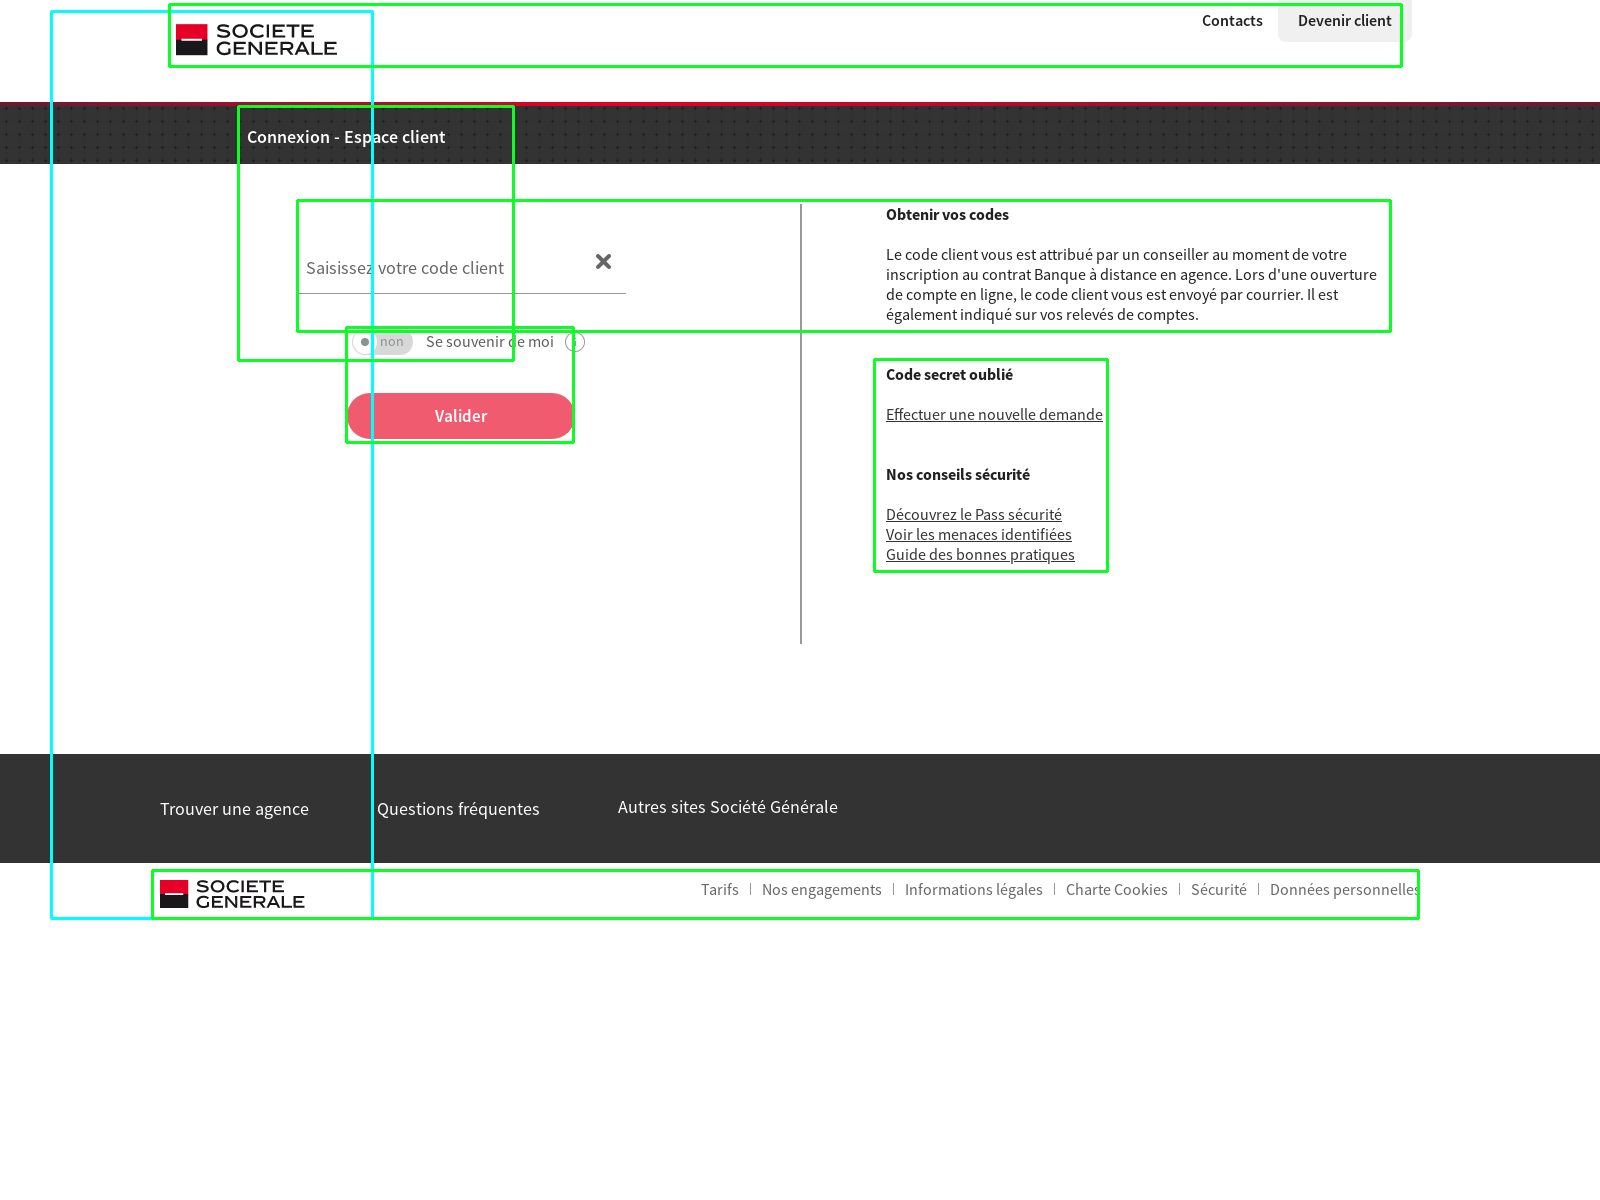 SOCIETE
GENERALE
Contacts
Devenir client
Connexion - Espace client
Saisissez votre code client
non
Se souvenir de moi
Valider
Obtenir vos codes
Le code client vous est attribué par un conseiller au moment de votre
inscription au contrat Banque à distance en agence. Lors d'une ouverture
de compte en ligne, le code client vous est envoyé par courrier. Il est
également indiqué sur vos relevés de comptes.
Code secret oublié
Effectuer une nouvelle demande
Nos conseils sécurité
Découvrez le Pass sécurité
Voir les menaces identifiées
Guide des bonnes pratiques
Trouver une agence
Questions fréquentes
Autres sites Société Générale
SOCIETE
GENERALE
Tarifs
Nos engagements
Informations légales
Charte Cookies
Sécurité
Données personnelles